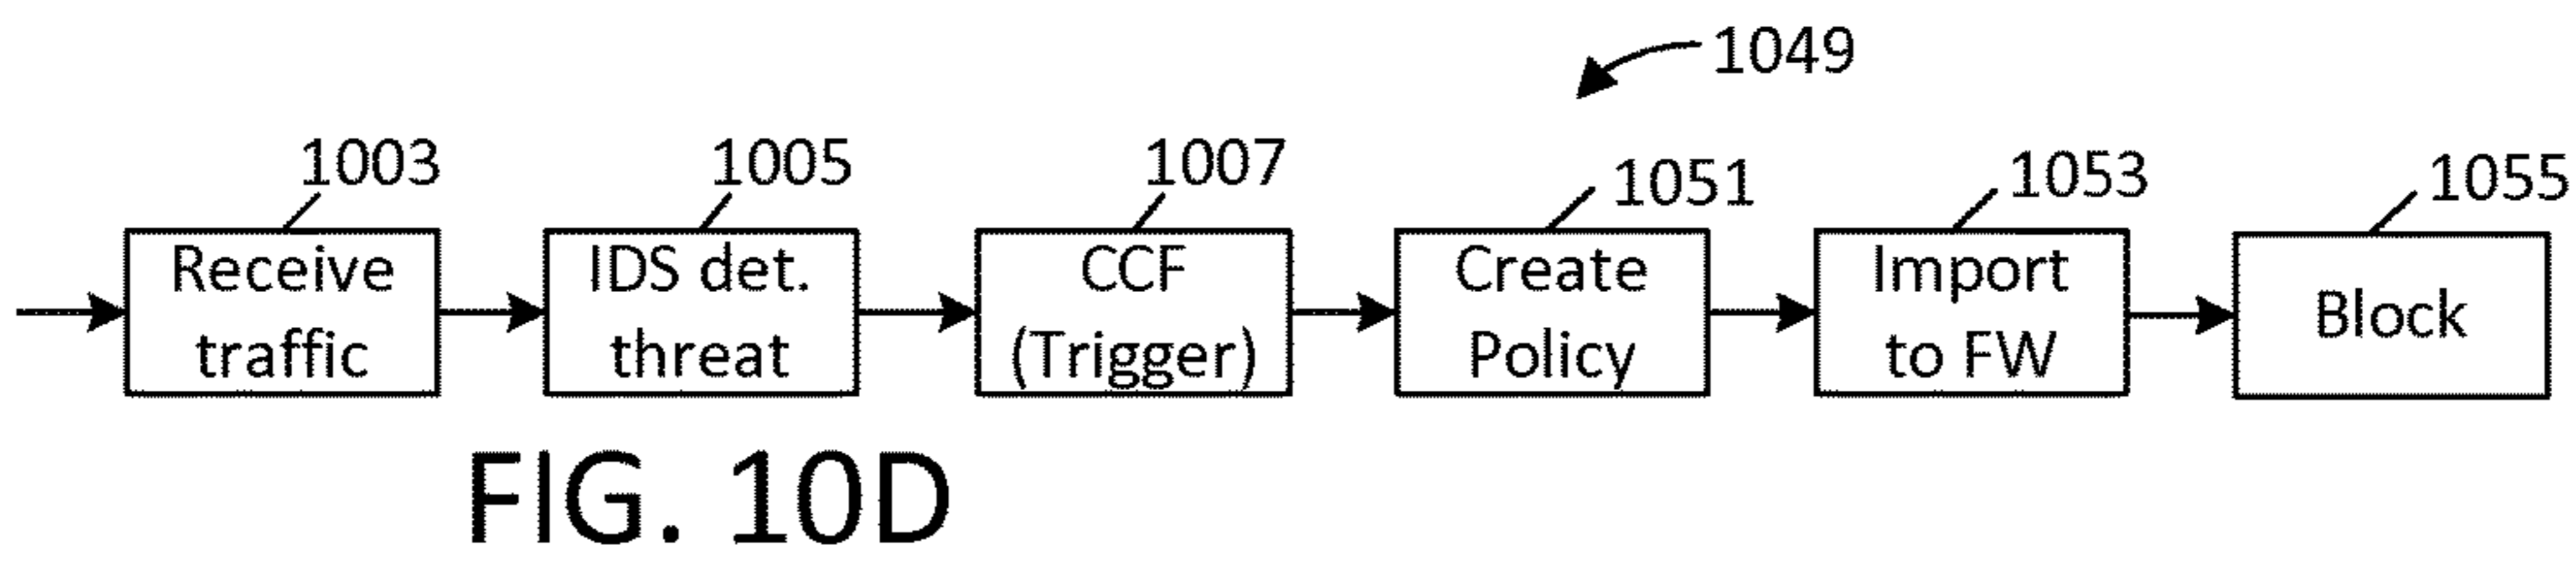 1049
1003
1005
1007
1051
1053
1055
Receive
traffic
IDS det.
threat
CCF
(Trigger)
Create
Policy
Import
to FW
Block
FIG. 10D